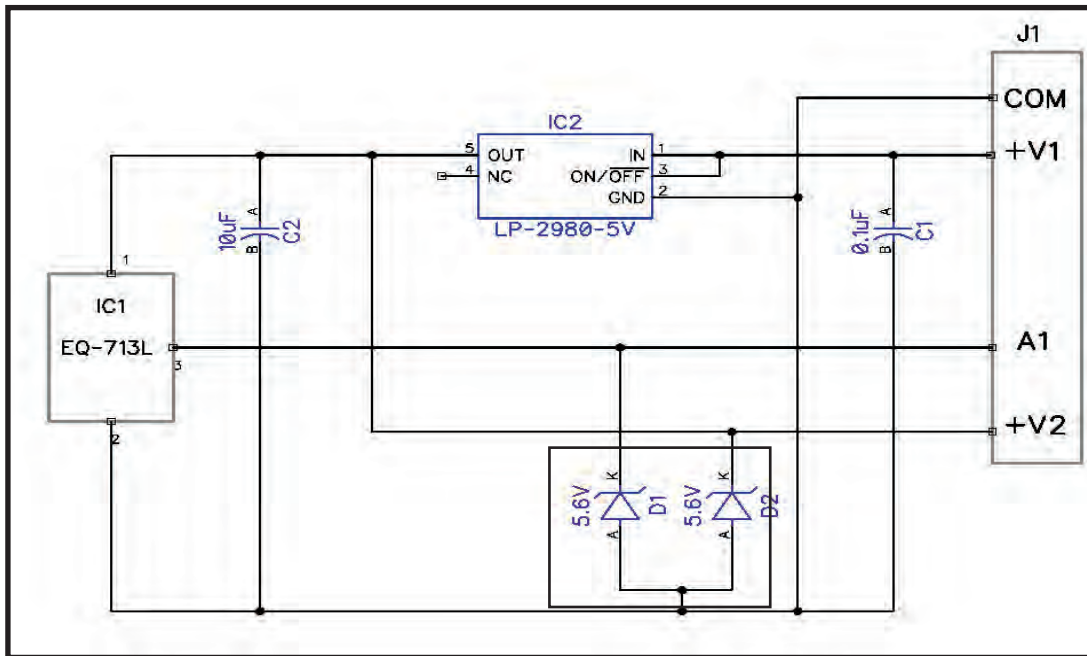 J1
COM
+V1
A1
+V2
IC2
5 OUT IN 1
4 NC ON/OFF 3
GND 2
LP-2980-5V
10uF
A
B
C2
0.1uF
A
B
C1
1
IC1
EQ-713L
3
2
5.6V
K
A
D1
5.6V
K
A
D2